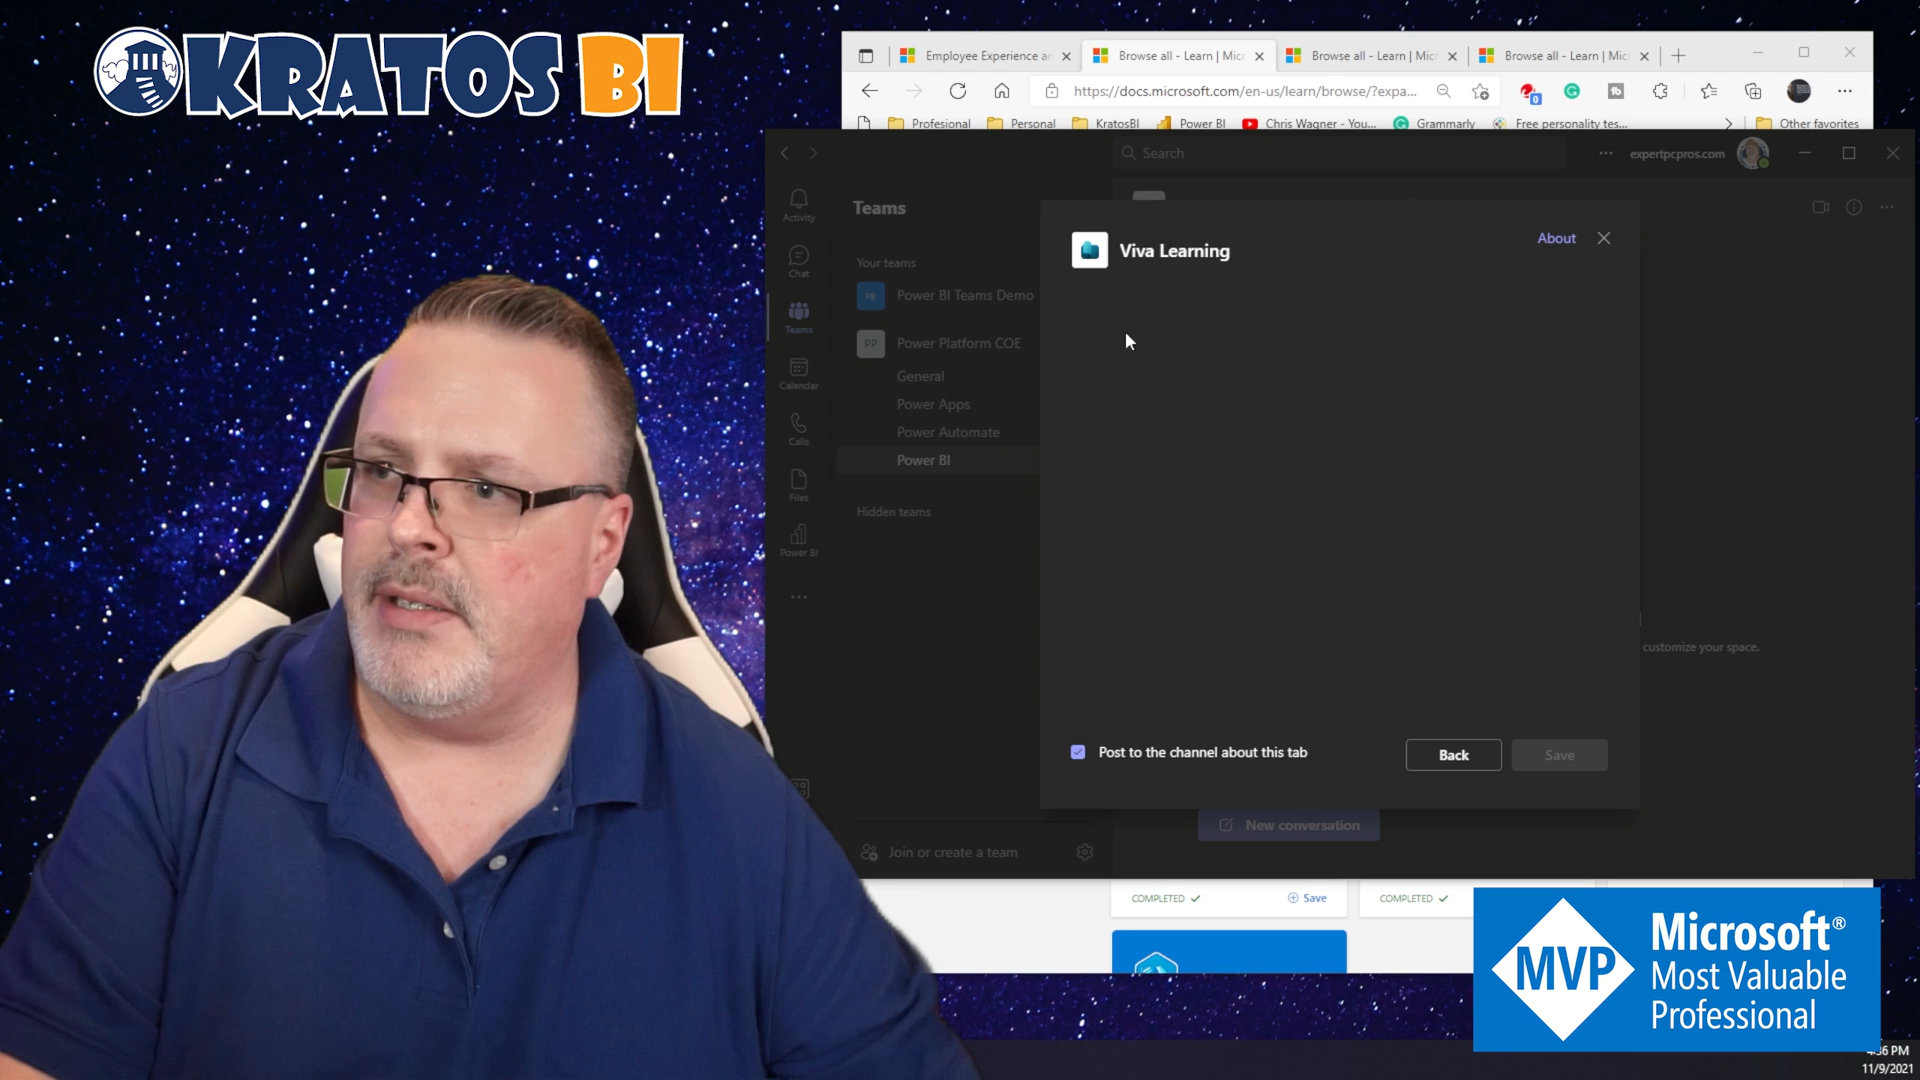 KRATOS BI
Employee Experience a
Browse all - Learn | Mic
Browse all - Learn | Mic
Browse all - Learn | Mic
https://docs.microsoft.com/en-us/learn/browse/?expa...
0
Profesional
Personal
KratosBI
Power BI
Chris Wagner - You...
Grammarly
Free personality tes...
Other favorites
Search
expertpcpros.com
Activity
Chat
Teams
Calendar
Calls
Files
Power BI
Teams
Your teams
Power BI Teams Demo
PP
Power Platform COE
General
Power Apps
Power Automate
Power BI
Hidden teams
Join or create a team
Viva Learning
About
Post to the channel about this tab
Back
Save
customize your space.
New conversation
COMPLETED
Save
COMPLETED
MVP
Microsoft®
Most Valuable
Professional
PM
11/9/2021